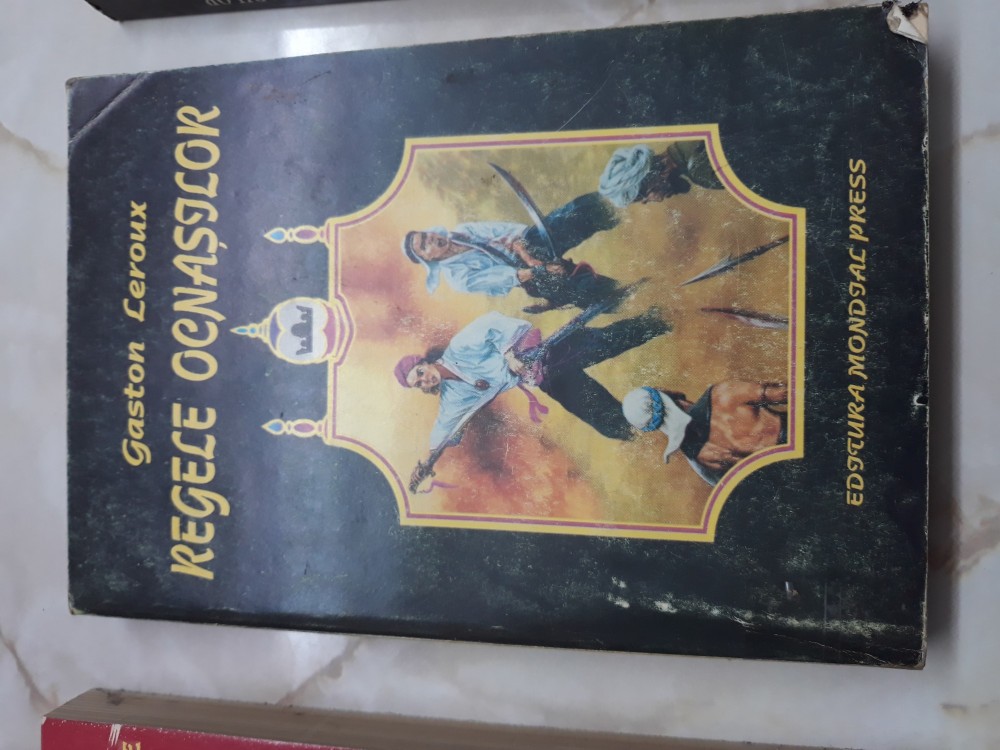 Gaston Leroux
REGELE OCNAȘILOR
EDITURA MONDIAL PRESS